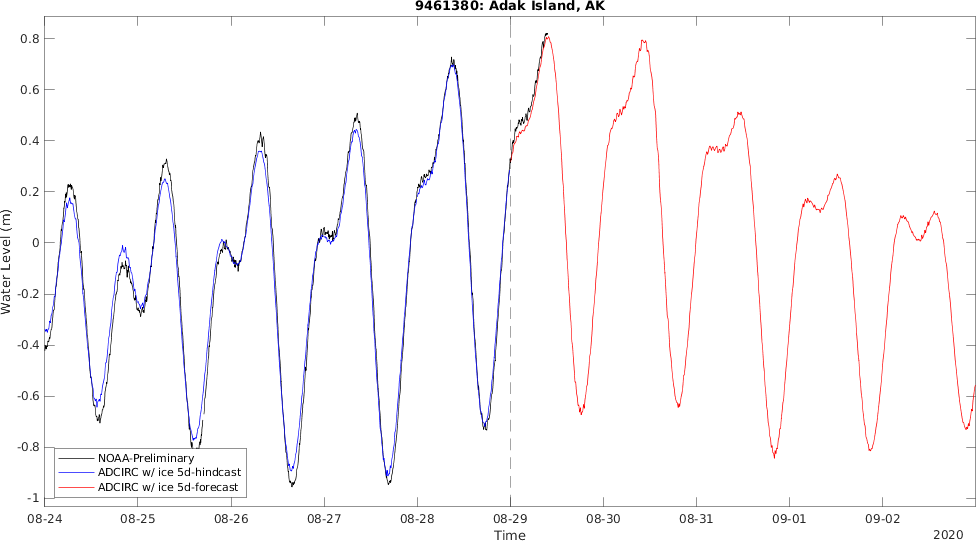 9461380: Adak Island, AK
Water Level (m)
0.8
0.6
0.4
0.2
0
-0.2
-0.4
-0.6
-0.8
-1
NOAA-Preliminary
ADCIRC w/ ice 5d-hindcast
ADCIRC w/ ice 5d-forecast
08-24 08-25 08-26 08-27 08-28 08-29 08-30 08-31 09-01 09-02
Time
2020